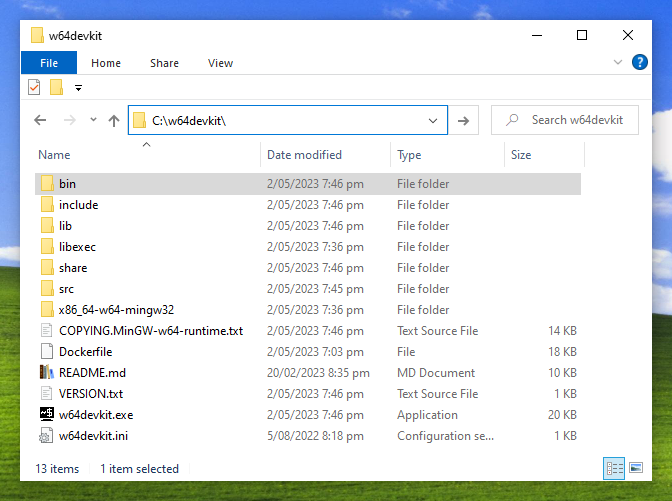 w64devkit
File Home Share View
C:\w64devkit\ Search w64devkit
Name Date modified Type Size
bin 2/05/2023 7:46 pm File folder
include 2/05/2023 7:46 pm File folder
lib 2/05/2023 7:46 pm File folder
libexec 2/05/2023 7:36 pm File folder
share 2/05/2023 7:46 pm File folder
src 2/05/2023 7:45 pm File folder
x86_64-w64-mingw32 2/05/2023 7:36 pm File folder
COPYING.MinGW-w64-runtime.txt 2/05/2023 7:46 pm Text Source File 14 KB
Dockerfile 2/05/2023 7:03 pm File 18 KB
README.md 20/02/2023 8:35 pm MD Document 10 KB
VERSION.txt 2/05/2023 7:46 pm Text Source File 1 KB
w64devkit.exe 2/05/2023 7:46 pm Application 20 KB
w64devkit.ini 5/08/2022 8:18 pm Configuration se... 1 KB
13 items 1 item selected